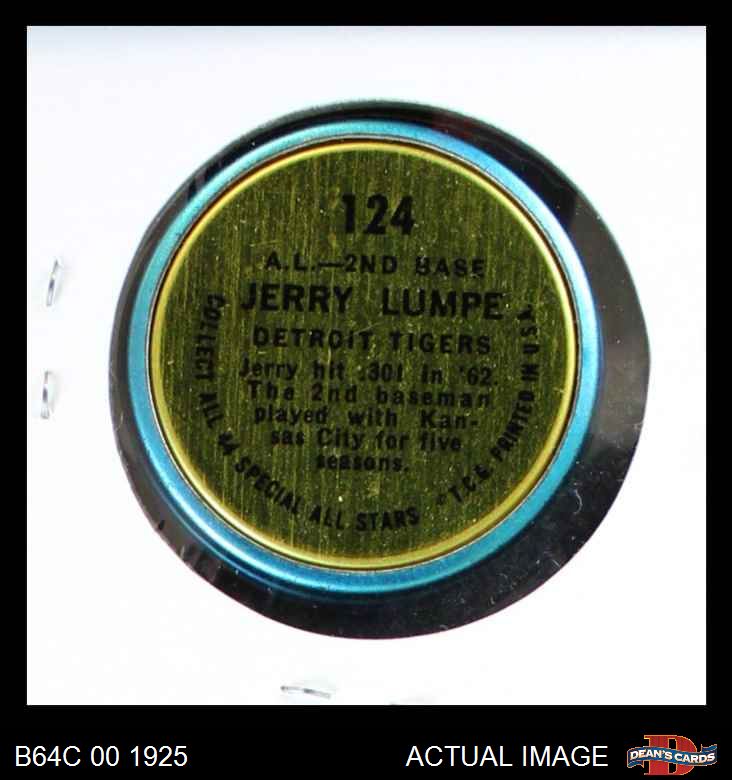 124
A.L.—2ND BASE
JERRY LUMPE
DETROIT TIGERS
Jerry hit .301 in '62.
The 2nd baseman
played with Kan-
sas City for five
seasons.
COLLECT ALL 44 SPECIAL ALL STARS
© T.C.G. PRINTED IN U.S.A.
B64C 00 1925
ACTUAL IMAGE
DEAN'S CARDS